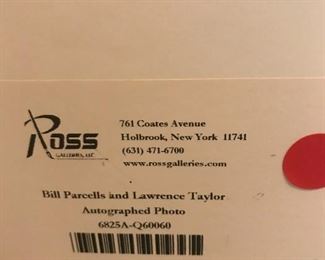 ROSS
GALLERIES, LLC
761 Coates Avenue
Holbrook, New York 11741
(631) 471-6700
www.rossgalleries.com
Bill Parcells and Lawrence Taylor
Autographed Photo
6825A-Q60060